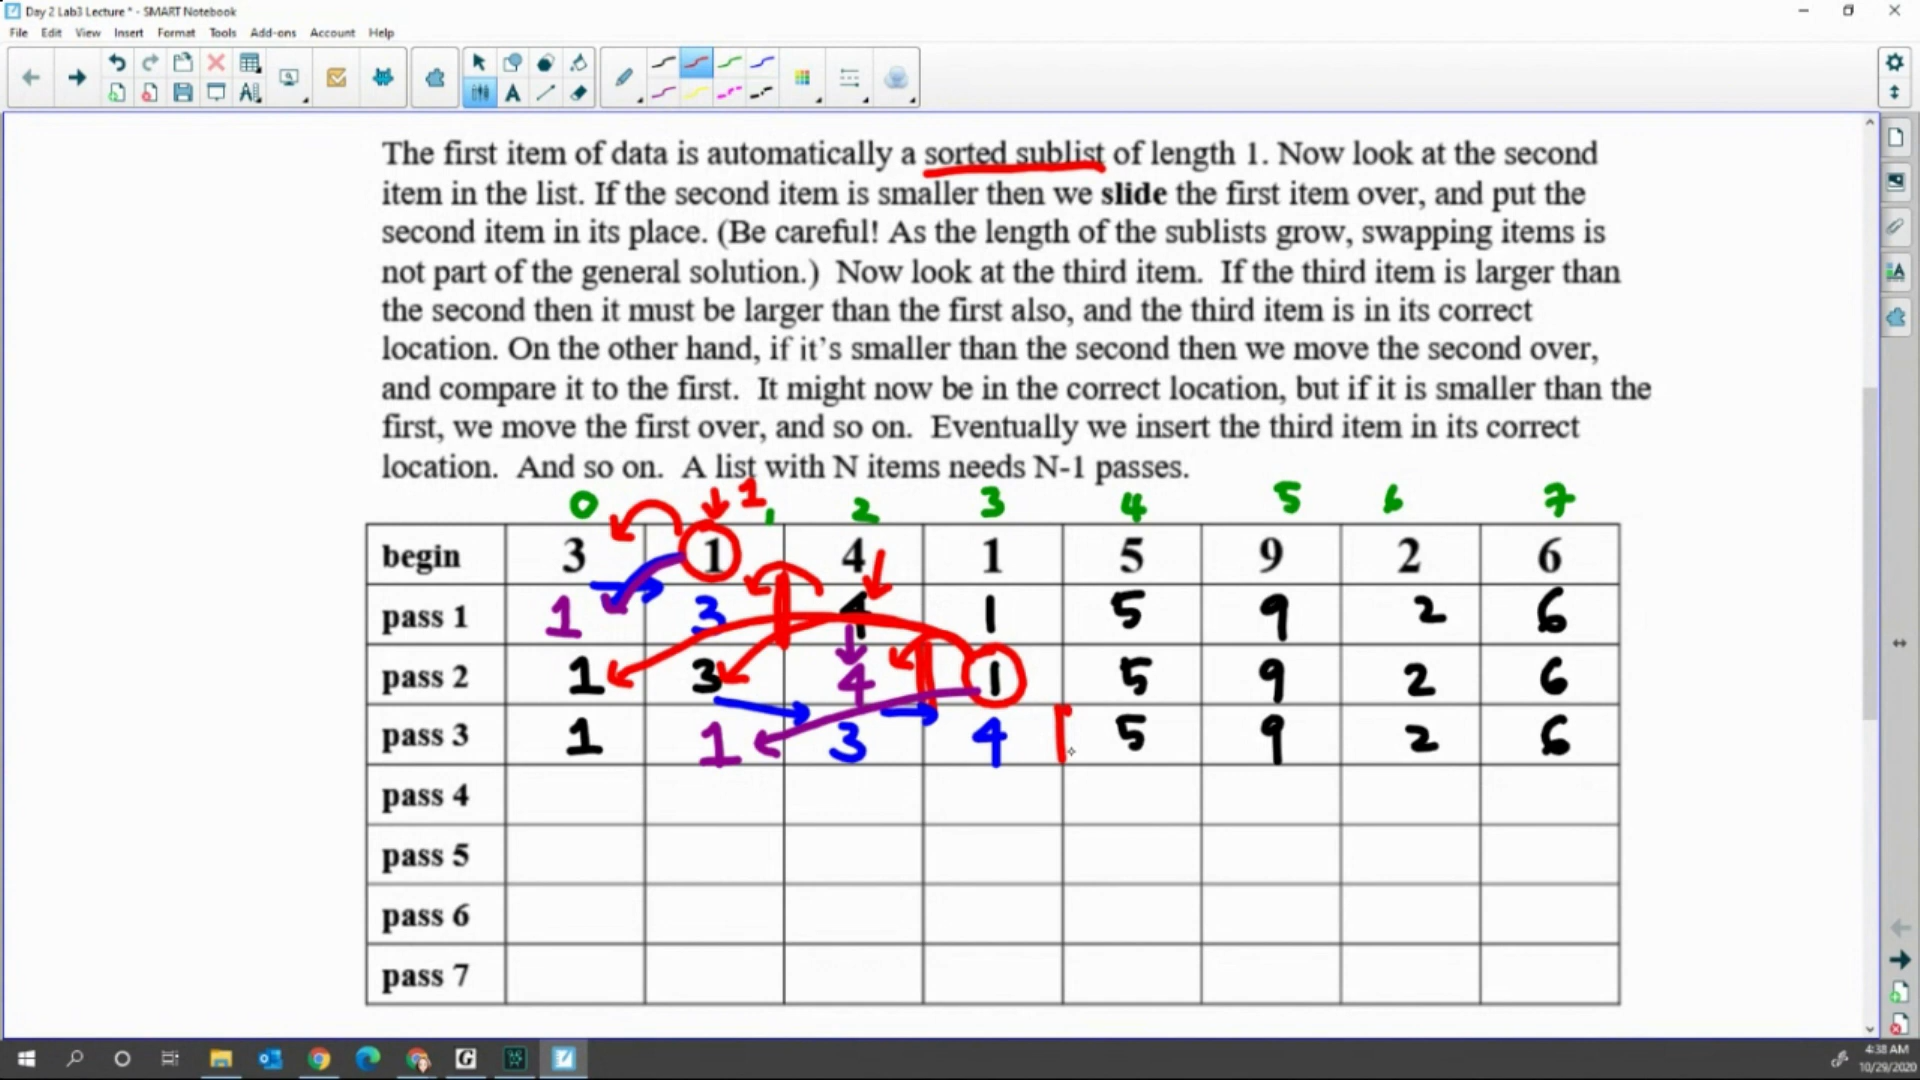 Day 2 Lab3 Lecture * - SMART Notebook
File Edit View Insert Format Tools Add-ons Account Help
The first item of data is automatically a sorted sublist of length 1. Now look at the second
item in the list. If the second item is smaller then we slide the first item over, and put the
second item in its place. (Be careful! As the length of the sublists grow, swapping items is
not part of the general solution.) Now look at the third item. If the third item is larger than
the second then it must be larger than the first also, and the third item is in its correct
location. On the other hand, if it's smaller than the second then we move the second over,
and compare it to the first. It might now be in the correct location, but if it is smaller than the
first, we move the first over, and so on. Eventually we insert the third item in its correct
location. And so on. A list with N items needs N-1 passes.
0 1 1 2 3 4 5 6 7
begin 3 1 4 1 5 9 2 6
pass 1 1 3 4 1 5 9 2 6
pass 2 1 3 4 1 5 9 2 6
pass 3 1 1 3 4 5 9 2 6
pass 4
pass 5
pass 6
pass 7
4:38 AM
10/29/2020